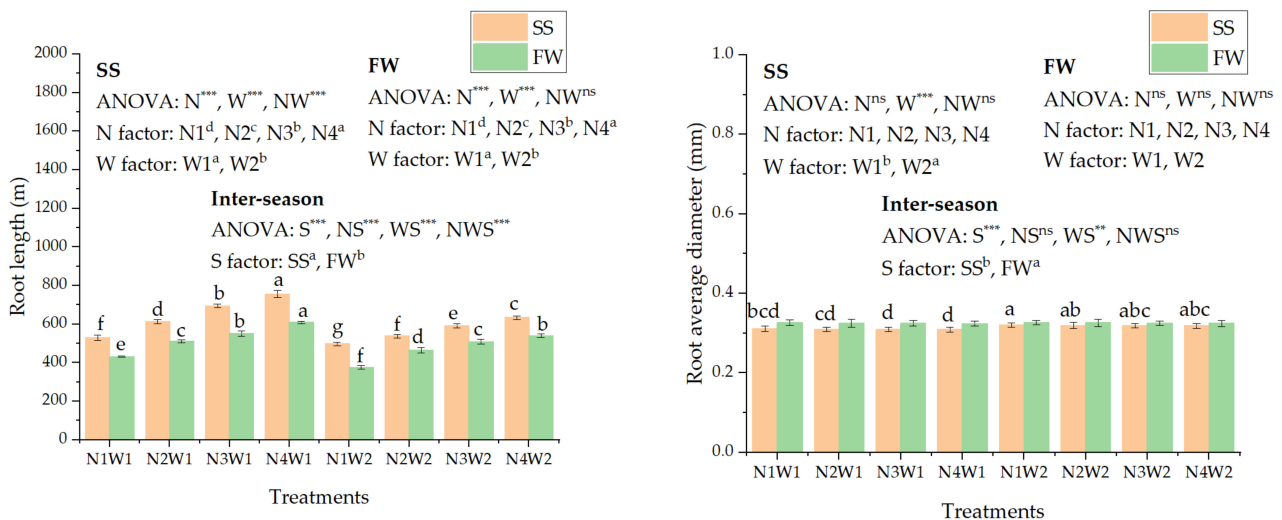 SS
FW
2000
1800
1600
1400
1200
1000
800
600
400
200
0
Root length (m)
SS
ANOVA: N***, W***, NW***
N factor: N1ᵈ, N2ᶜ, N3ᵇ, N4ᵃ
W factor: W1ᵃ, W2ᵇ
FW
ANOVA: N***, W***, NWⁿˢ
N factor: N1ᵈ, N2ᶜ, N3ᵇ, N4ᵃ
W factor: W1ᵃ, W2ᵇ
Inter-season
ANOVA: S***, NS***, WS***, NWS***
S factor: SSᵃ, FWᵇ
f e d c b b a a g f f d e c c b
N1W1 N2W1 N3W1 N4W1 N1W2 N2W2 N3W2 N4W2
Treatments
SS
FW
1.0
0.8
0.6
0.4
0.2
0.0
Root average diameter (mm)
SS
ANOVA: Nⁿˢ, W***, NWⁿˢ
N factor: N1, N2, N3, N4
W factor: W1ᵇ, W2ᵃ
FW
ANOVA: Nⁿˢ, Wⁿˢ, NWⁿˢ
N factor: N1, N2, N3, N4
W factor: W1, W2
Inter-season
ANOVA: S***, NSⁿˢ, WS**, NWSⁿˢ
S factor: SSᵇ, FWᵃ
bcd cd d d a ab abc abc
N1W1 N2W1 N3W1 N4W1 N1W2 N2W2 N3W2 N4W2
Treatments